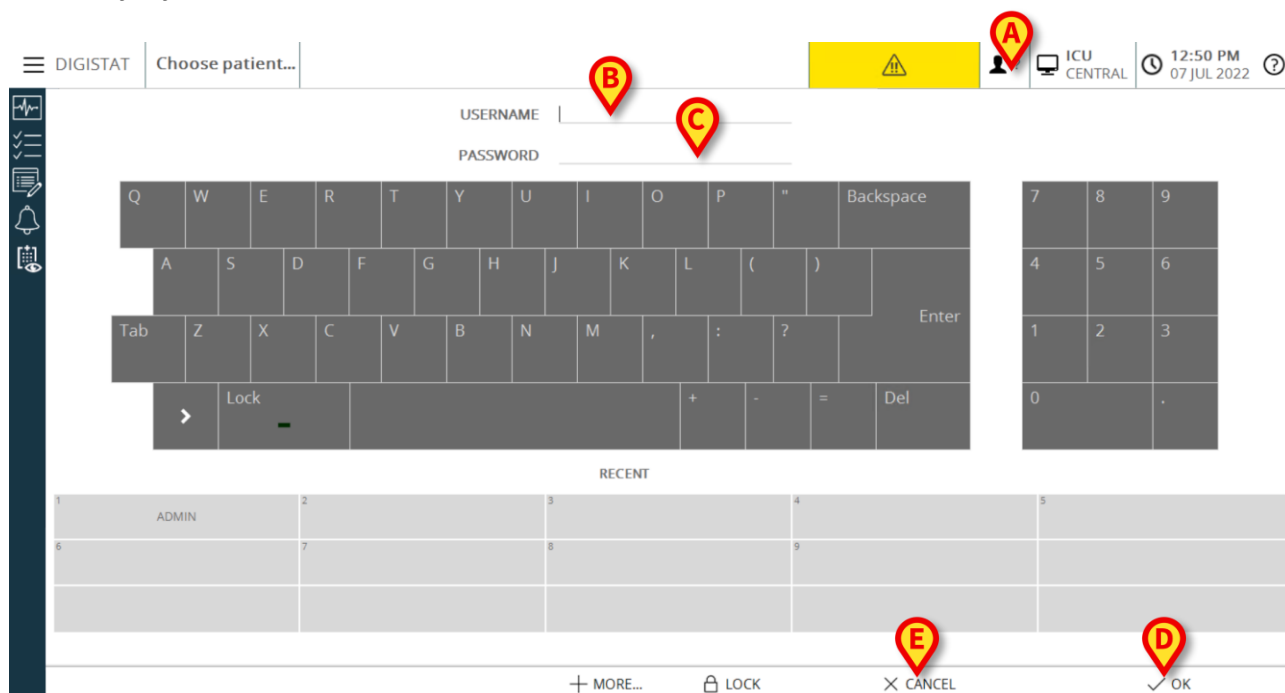 DIGISTAT Choose patient... A ICU CENTRAL 12:50 PM 07 JUL 2022 ?
B
USERNAME
C
PASSWORD
Q W E R T Y U I O P " Backspace 7 8 9
A S D F G H J K L ( ) Enter 4 5 6
Tab Z X C V B N M , : ? 1 2 3
> Lock + - = Del 0 .
RECENT
1 ADMIN 2 3 4 5
6 7 8 9
E D
+ MORE... LOCK X CANCEL OK